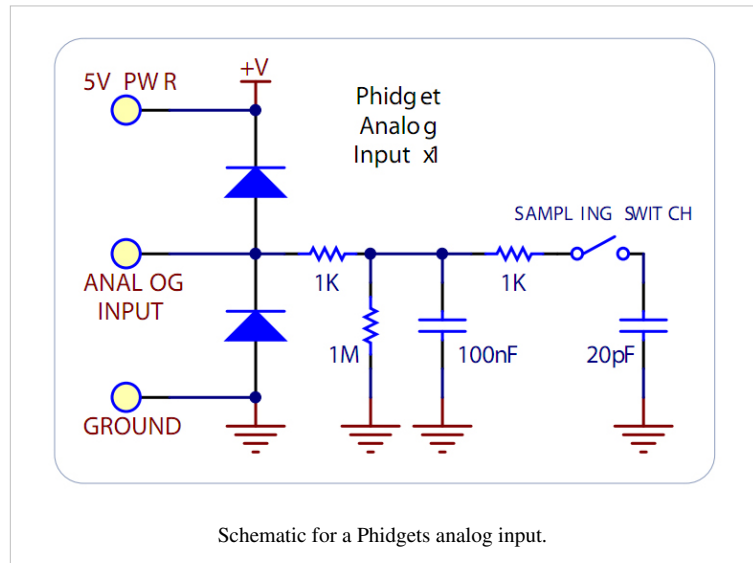 +V
5V PWR
Phidget
Analog
Input x1
SAMPLING SWITCH
ANALOG
INPUT
1K
1K
1M
100nF
20pF
GROUND
Schematic for a Phidgets analog input.